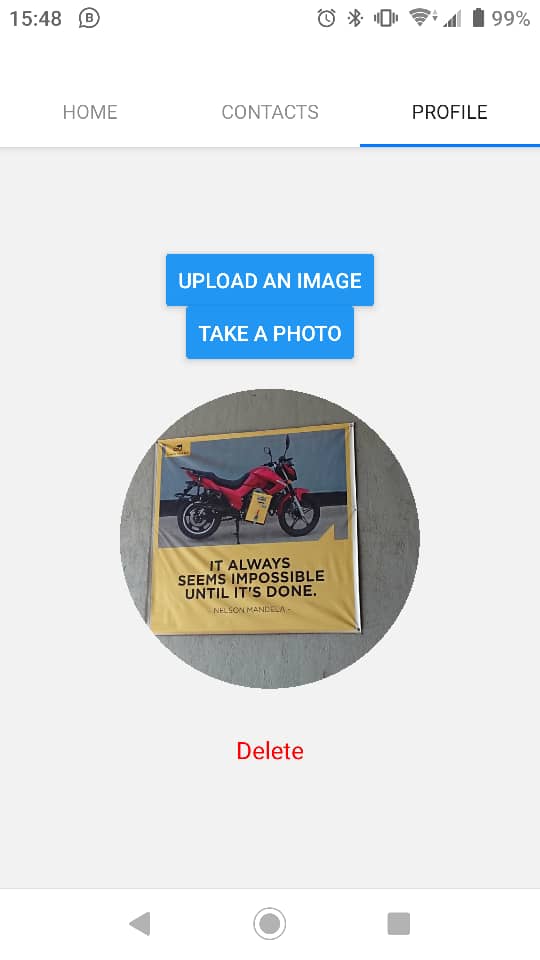 15:48
99%
HOME CONTACTS PROFILE
UPLOAD AN IMAGE
TAKE A PHOTO
IT ALWAYS
SEEMS IMPOSSIBLE
UNTIL IT'S DONE.
- NELSON MANDELA -
Delete